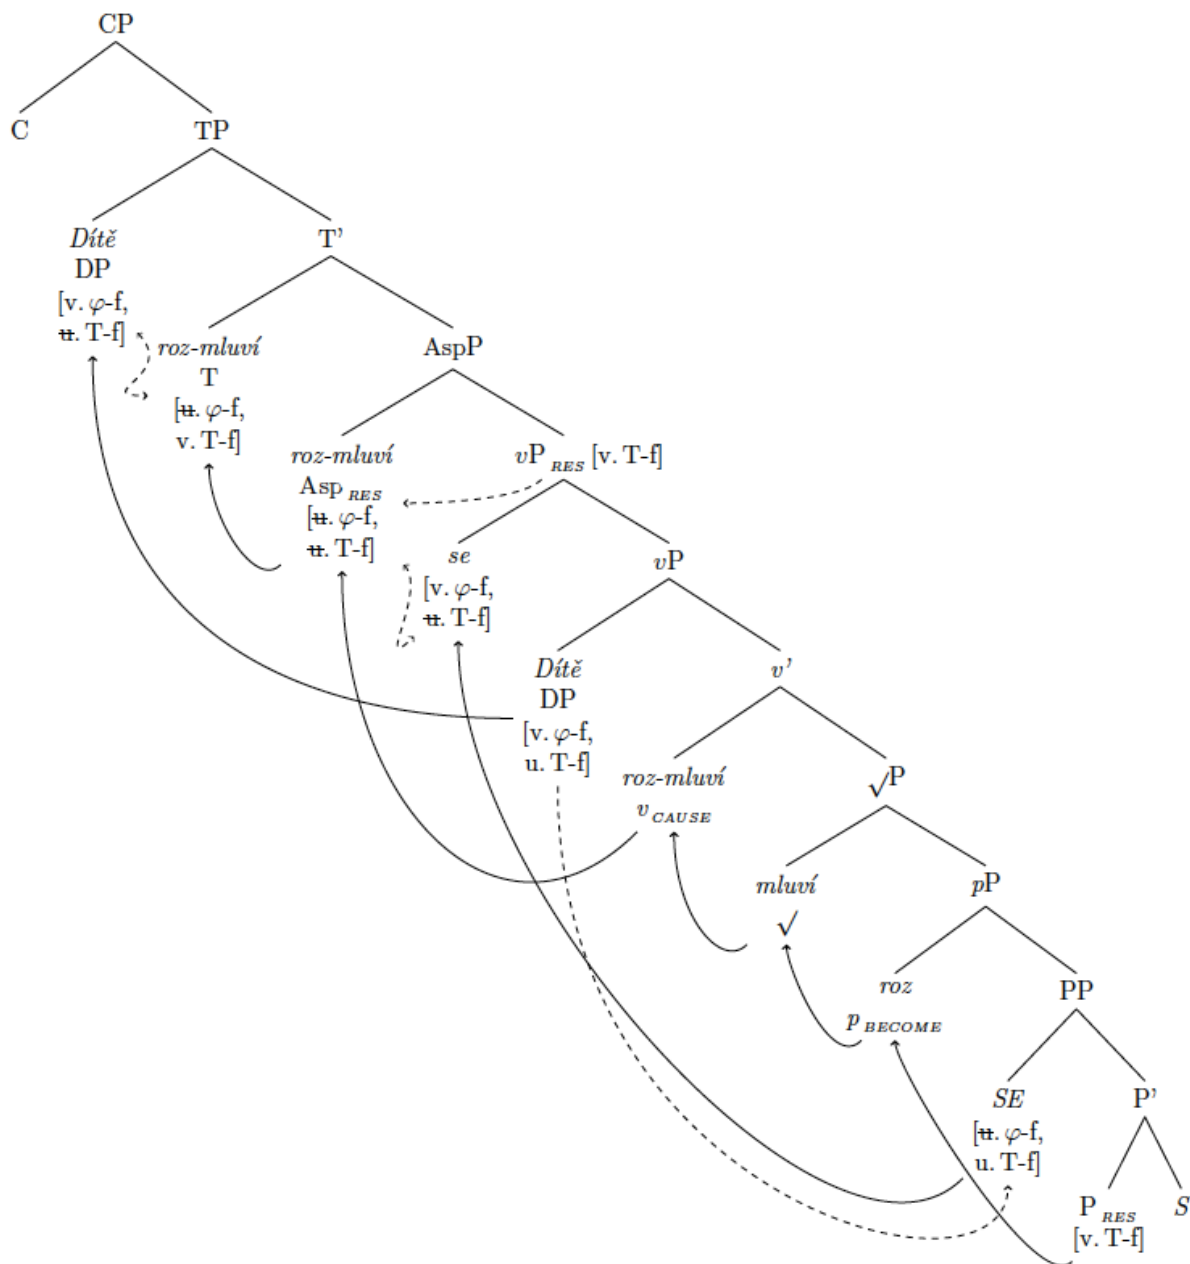 CP
C
TP
Dítě
DP
[v. φ-f,
u. T-f]
T'
roz-mluví
T
[u. φ-f,
v. T-f]
AspP
roz-mluví
Asp RES
[u. φ-f,
u. T-f]
vP RES [v. T-f]
se
[v. φ-f,
u. T-f]
vP
Dítě
DP
[v. φ-f,
u. T-f]
v'
roz-mluví
v CAUSE
√P
mluví
√
pP
roz
p BECOME
PP
SE
[u. φ-f,
u. T-f]
P'
P RES
[v. T-f]
S